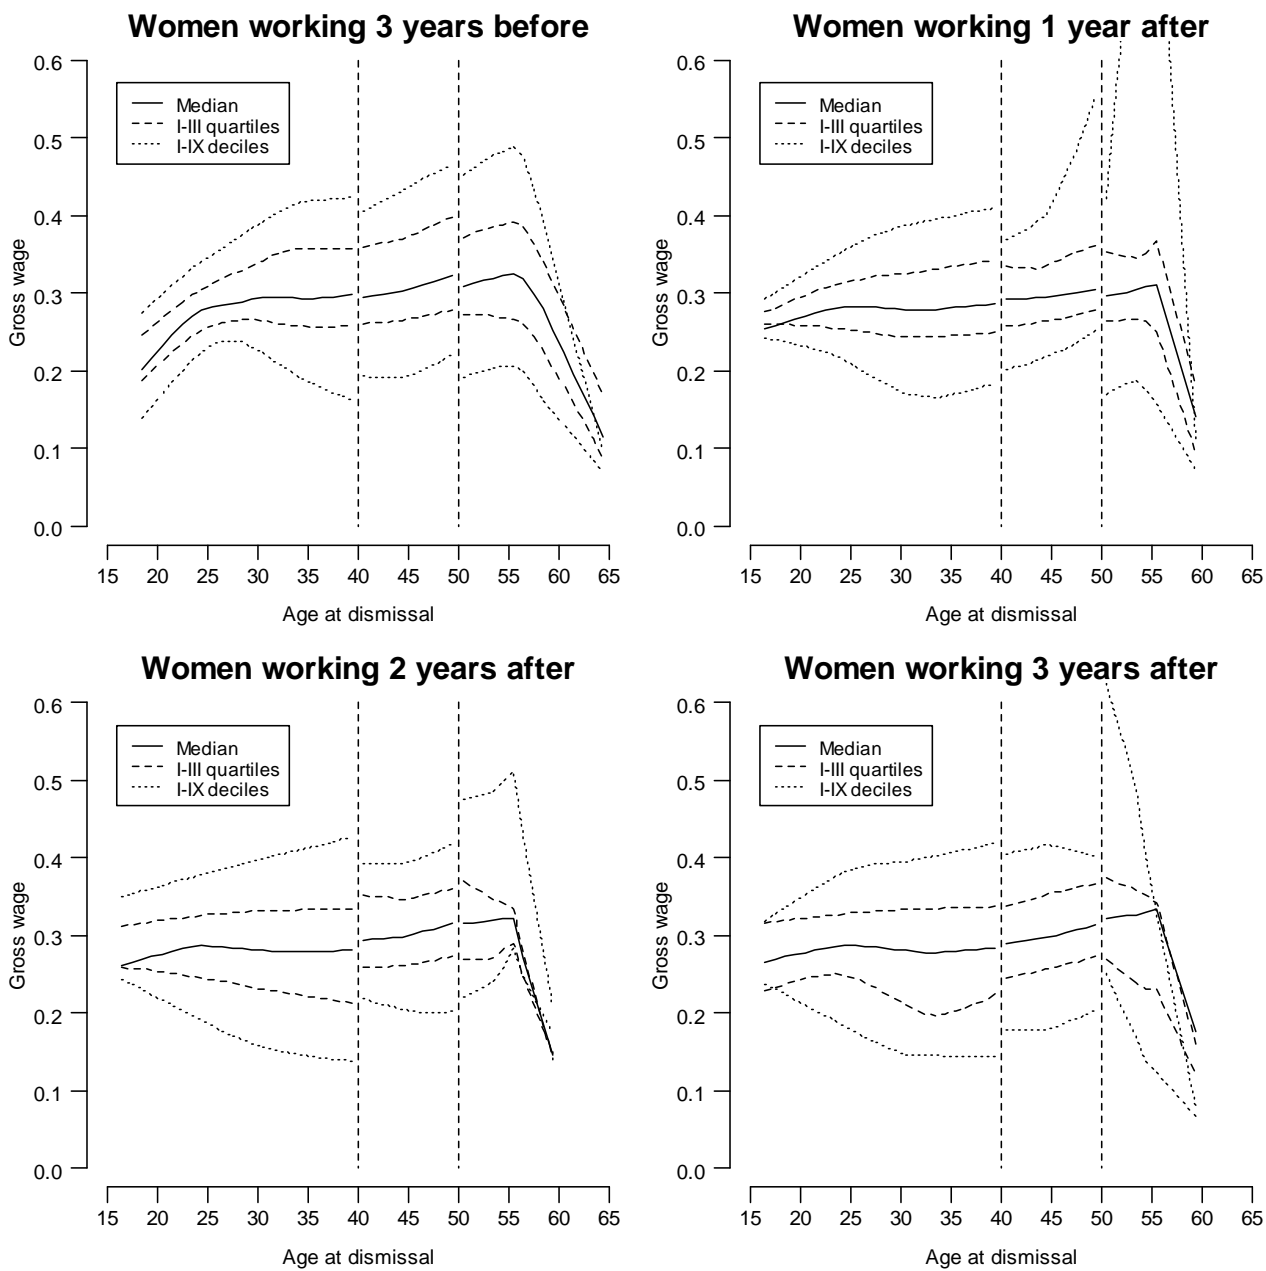 Women working 3 years before
0.6
0.5
0.4
0.3
0.2
0.1
0.0
Gross wage
Median
I-III quartiles
I-IX deciles
15 20 25 30 35 40 45 50 55 60 65
Age at dismissal
Women working 1 year after
0.6
0.5
0.4
0.3
0.2
0.1
0.0
Gross wage
Median
I-III quartiles
I-IX deciles
15 20 25 30 35 40 45 50 55 60 65
Age at dismissal
Women working 2 years after
0.6
0.5
0.4
0.3
0.2
0.1
0.0
Gross wage
Median
I-III quartiles
I-IX deciles
15 20 25 30 35 40 45 50 55 60 65
Age at dismissal
Women working 3 years after
0.6
0.5
0.4
0.3
0.2
0.1
0.0
Gross wage
Median
I-III quartiles
I-IX deciles
15 20 25 30 35 40 45 50 55 60 65
Age at dismissal